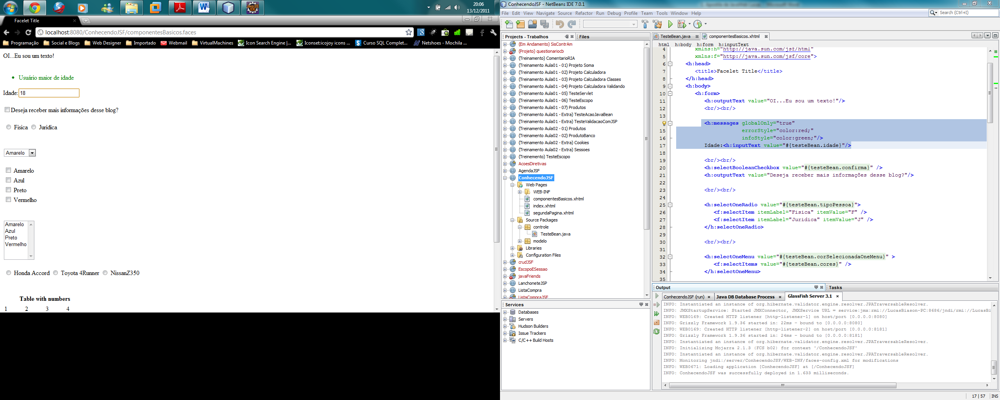 20:06
13/12/2011
Facelet Title
localhost:8080/ConhecendoJSF/componentesBasicos.faces
Programação
Social e Blogs
Web Designer
Importado
Webmail
VirtualMachines
Icon Search Engine |...
Iconset:icojoy icons ...
Curso SQL Complet...
Netshoes - Mochila ...
OI...Eu sou um texto!
Usuário maior de idade
Idade: 18
Deseja receber mais informações desse blog?
Fisica Juridica
Amarelo
Amarelo
Azul
Preto
Vermelho
Amarelo
Azul
Preto
Vermelho
Honda Accord Toyota 4Runner NissanZ350
Table with numbers
1 2 3 4
ConhecendoJSF - NetBeans IDE 7.0.1
File Edit View Navigate Source Refactor Run Debug Profile Team Tools Window Help
Search (Ctrl+I)
Projects - Trabalhos
Files
(Em Andamento) SisContrAm
(Projeto) questionariocb
(Treinamento) ComentarioRIA
(Treinamento Aula01 - 01) Projeto Soma
(Treinamento Aula01 - 02) Projeto Calculadora
(Treinamento Aula01 - 03) Projeto Calculadora Classes
(Treinamento Aula01 - 04) Projeto Calculadora Validando
(Treinamento Aula01 - 05) TesteServlet
(Treinamento Aula01 - 06) TesteEscopo
(Treinamento Aula01 - 07) Produtos
(Treinamento Aula01 - Extra) TesteAcaoJavaBean
(Treinamento Aula01 - Extra) TesteValidacaoComJSP
(Treinamento Aula02 - 01) Produtos
(Treinamento Aula02 - 02) ProdutoBanco
(Treinamento Aula02 - Extra) Cookies
(Treinamento Aula02 - Extra) Sessoes
(Treinemento) TesteEscopo
AcoesDiretivas
AgendaJSF
ConhecendoJSF
Web Pages
WEB-INF
componentesBasicos.xhtml
index.xhtml
segundaPagina.xhtml
Source Packages
controle
TesteBean.java
modelo
Libraries
Configuration Files
crudJSF
EscopoESessao
javaFriends
LanchoneteJSP
ListaCompra
ListaCompraJSF
Services
Databases
Servers
Hudson Builders
Issue Trackers
C/C++ Build Hosts
TesteBean.java
componentesBasicos.xhtml
html h:body h:form h:inputText
4 xmlns:h="http://java.sun.com/jsf/html"
5 xmlns:f="http://java.sun.com/jsf/core">
6 <h:head>
7 <title>Facelet Title</title>
8 </h:head>
9 <h:body>
10 <h:form>
11 <h:outputText value="OI...Eu sou um texto!"/>
12 <br/><br/>
13
<h:messages globalOnly="true"
15 errorStyle="color:red;"
16 infoStyle="color:green;"/>
17 Idade:<h:inputText value="#{testeBean.idade}"/>
18
19 <br/><br/>
20 <h:selectBooleanCheckbox value="#{testeBean.confirma}" />
21 <h:outputText value="Deseja receber mais informações desse blog?"/>
22
23 <br/><br/>
24
25 <h:selectOneRadio value="#{testeBean.tipoPessoa}">
26 <f:selectItem itemLabel="Fisica" itemValue="F" />
27 <f:selectItem itemLabel="Juridica" itemValue="J" />
28 </h:selectOneRadio>
29
30 <br/><br/>
31
32 <h:selectOneMenu value="#{testeBean.corSelecionadaOneMenu}" >
33 <f:selectItems value="#{testeBean.cores}" />
34 </h:selectOneMenu>
35
Output
Tasks
ConhecendoJSF (run)
Java DB Database Process
GlassFish Server 3.1
INFO: Instantiated an instance of org.hibernate.validator.engine.resolver.JPATraversableResolver.
INFO: JMXStartupService: Started JMXConnector, JMXService URL = service:jmx:rmi://LucasBiason-PC:8686/jndi/rmi://LucasBi
INFO: WEB0169: Created HTTP listener [http-listener-1] on host/port [0.0.0.0:8080]
INFO: Grizzly Framework 1.9.36 started in: 22ms - bound to [0.0.0.0:8080]
INFO: WEB0169: Created HTTP listener [http-listener-2] on host/port [0.0.0.0:8181]
INFO: Grizzly Framework 1.9.36 started in: 24ms - bound to [0.0.0.0:8181]
INFO: Instantiated an instance of org.hibernate.validator.engine.resolver.JPATraversableResolver.
INFO: Initializing Mojarra 2.1.3 (FCS b02) for context '/ConhecendoJSF'
INFO: Instantiated an instance of org.hibernate.validator.engine.resolver.JPATraversableResolver.
INFO: Monitoring jndi:/server/ConhecendoJSF/WEB-INF/faces-config.xml for modifications
INFO: WEB0671: Loading application [ConhecendoJSF] at [/ConhecendoJSF]
INFO: ConhecendoJSF was successfully deployed in 1.633 milliseconds.
17 | 57 INS